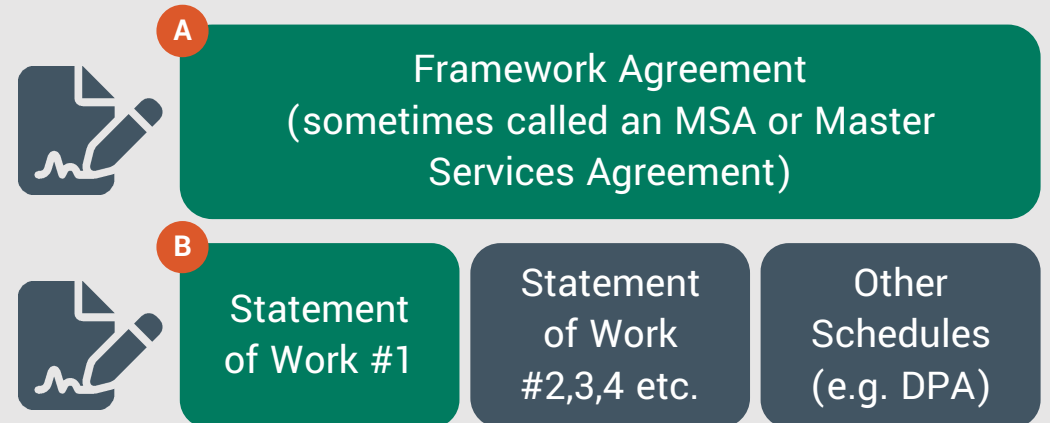 A
Framework Agreement
(sometimes called an MSA or Master
Services Agreement)
B
Statement
of Work #1
Statement
of Work
#2,3,4 etc.
Other
Schedules
(e.g. DPA)